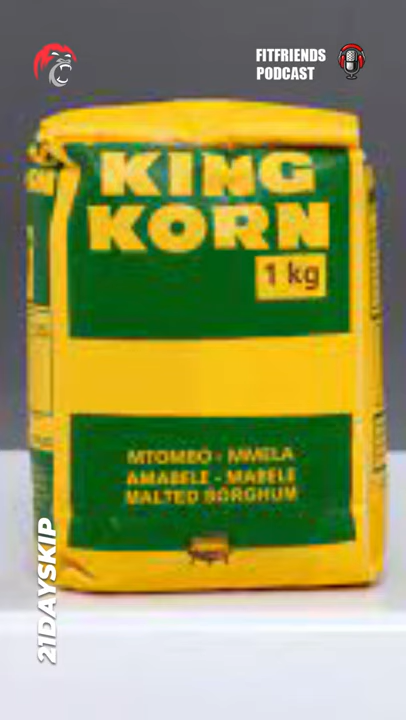 FITFRIENDS
PODCAST
KING
KORN
1 kg
MTOMBO - MMELA
AMABELE - MABELE
MALTED SORGHUM
21DAYSKIP